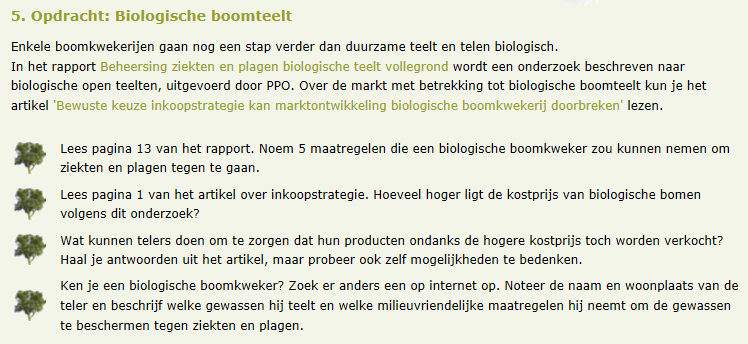 5. Opdracht: Biologische boomteelt
Enkele boomkwekerijen gaan nog een stap verder dan duurzame teelt en telen biologisch.
In het rapport Beheersing ziekten en plagen biologische teelt vollegrond wordt een onderzoek beschreven naar
biologische open teelten, uitgevoerd door PPO. Over de markt met betrekking tot biologische boomteelt kun je het
artikel 'Bewuste keuze inkoopstrategie kan marktontwikkeling biologische boomkwekerij doorbreken' lezen.
Lees pagina 13 van het rapport. Noem 5 maatregelen die een biologische boomkweker zou kunnen nemen om
ziekten en plagen tegen te gaan.
Lees pagina 1 van het artikel over inkoopstrategie. Hoeveel hoger ligt de kostprijs van biologische bomen
volgens dit onderzoek?
Wat kunnen telers doen om te zorgen dat hun producten ondanks de hogere kostprijs toch worden verkocht?
Haal je antwoorden uit het artikel, maar probeer ook zelf mogelijkheden te bedenken.
Ken je een biologische boomkweker? Zoek er anders een op internet op. Noteer de naam en woonplaats van de
teler en beschrijf welke gewassen hij teelt en welke milieuvriendelijke maatregelen hij neemt om de gewassen
te beschermen tegen ziekten en plagen.